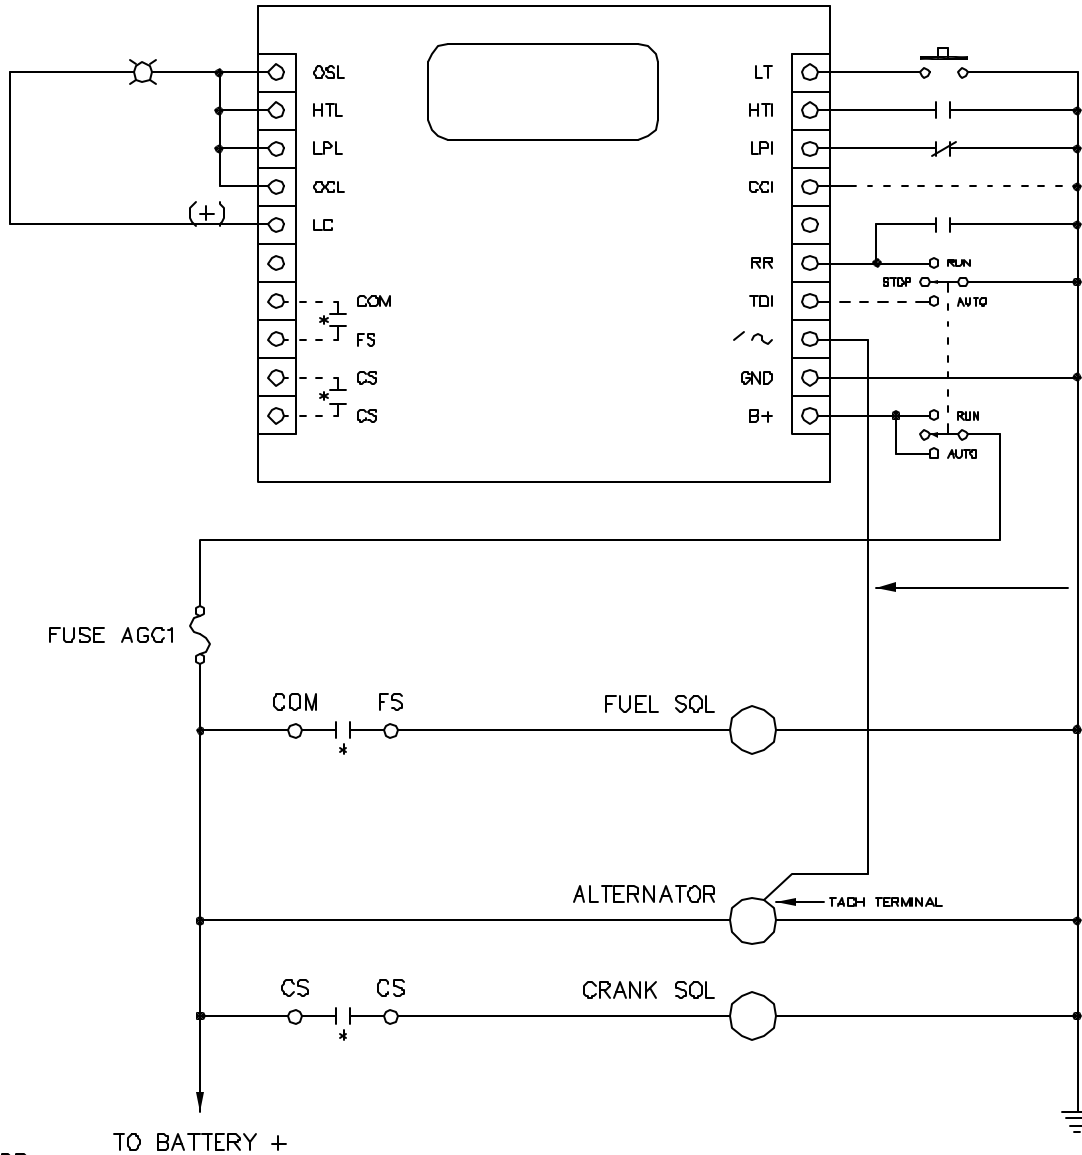 OSL
HTL
LPL
OCL
(+)
LC
COM
* FS
CS
* CS
LT
HTI
LPI
CCI
RR
TDI
/ ~
GND
B+
RUN
STOP
AUTO
RUN
AUTO
FUSE AGC1
COM FS FUEL SOL
*
ALTERNATOR
TACH TERMINAL
CS CS CRANK SOL
*
TO BATTERY +